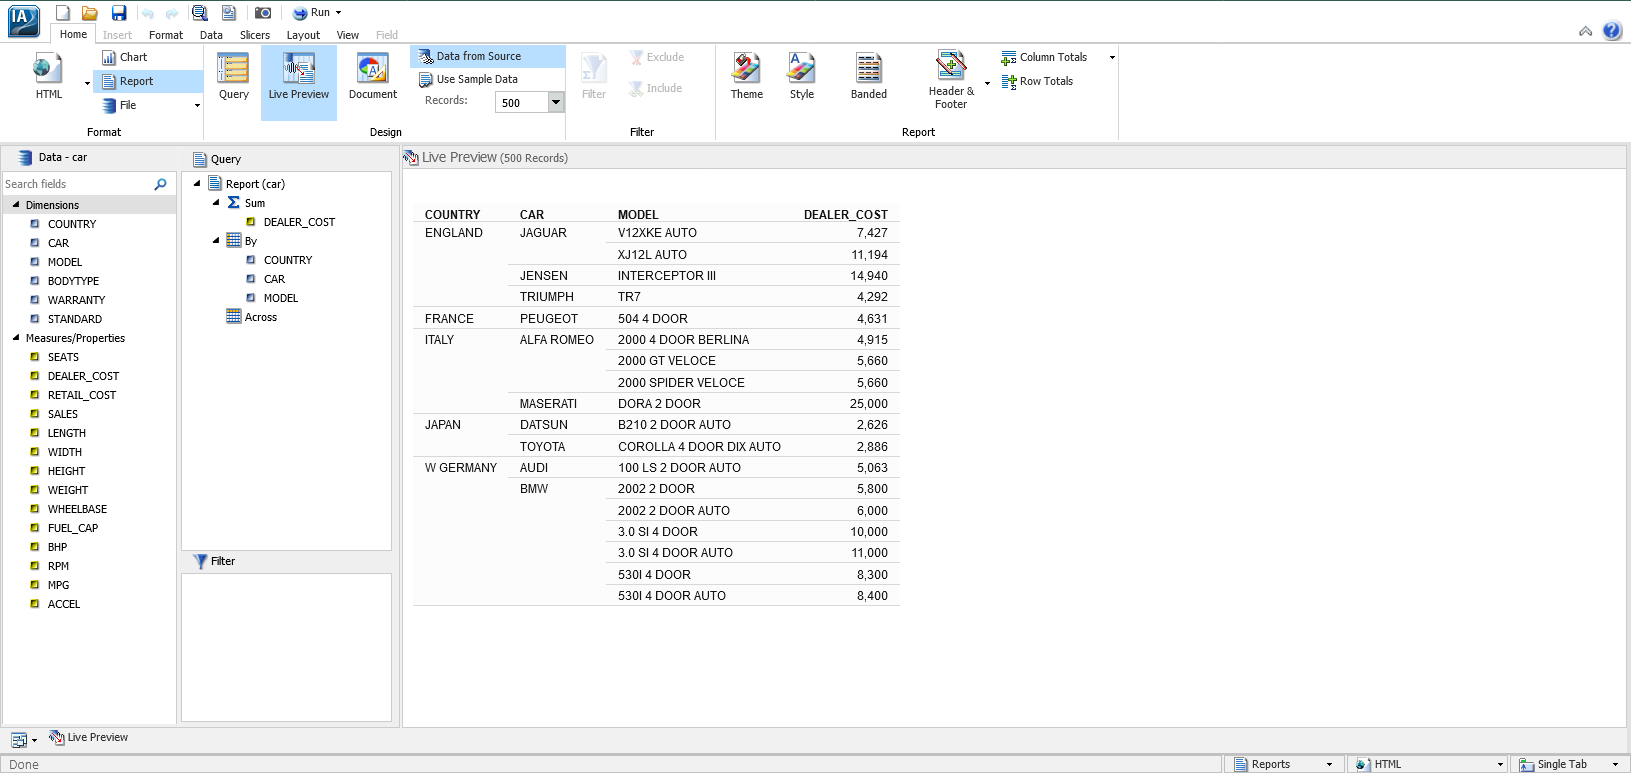 IA
Run
Home Insert Format Data Slicers Layout View Field
HTML
Chart
Report
File
Format
Query
Live Preview
Document
Data from Source
Use Sample Data
Records: 500
Design
Filter
Exclude
Include
Filter
Theme
Style
Banded
Header & Footer
Column Totals
Row Totals
Report
Data - car
Search fields
Dimensions
COUNTRY
CAR
MODEL
BODYTYPE
WARRANTY
STANDARD
Measures/Properties
SEATS
DEALER_COST
RETAIL_COST
SALES
LENGTH
WIDTH
HEIGHT
WEIGHT
WHEELBASE
FUEL_CAP
BHP
RPM
MPG
ACCEL
Query
Report (car)
Sum
DEALER_COST
By
COUNTRY
CAR
MODEL
Across
Filter
Live Preview (500 Records)
COUNTRY CAR MODEL DEALER_COST
ENGLAND JAGUAR V12XKE AUTO 7,427
XJ12L AUTO 11,194
JENSEN INTERCEPTOR III 14,940
TRIUMPH TR7 4,292
FRANCE PEUGEOT 504 4 DOOR 4,631
ITALY ALFA ROMEO 2000 4 DOOR BERLINA 4,915
2000 GT VELOCE 5,660
2000 SPIDER VELOCE 5,660
MASERATI DORA 2 DOOR 25,000
JAPAN DATSUN B210 2 DOOR AUTO 2,626
TOYOTA COROLLA 4 DOOR DIX AUTO 2,886
W GERMANY AUDI 100 LS 2 DOOR AUTO 5,063
BMW 2002 2 DOOR 5,800
2002 2 DOOR AUTO 6,000
3.0 SI 4 DOOR 10,000
3.0 SI 4 DOOR AUTO 11,000
530I 4 DOOR 8,300
530I 4 DOOR AUTO 8,400
Live Preview
Done
Reports
HTML
Single Tab